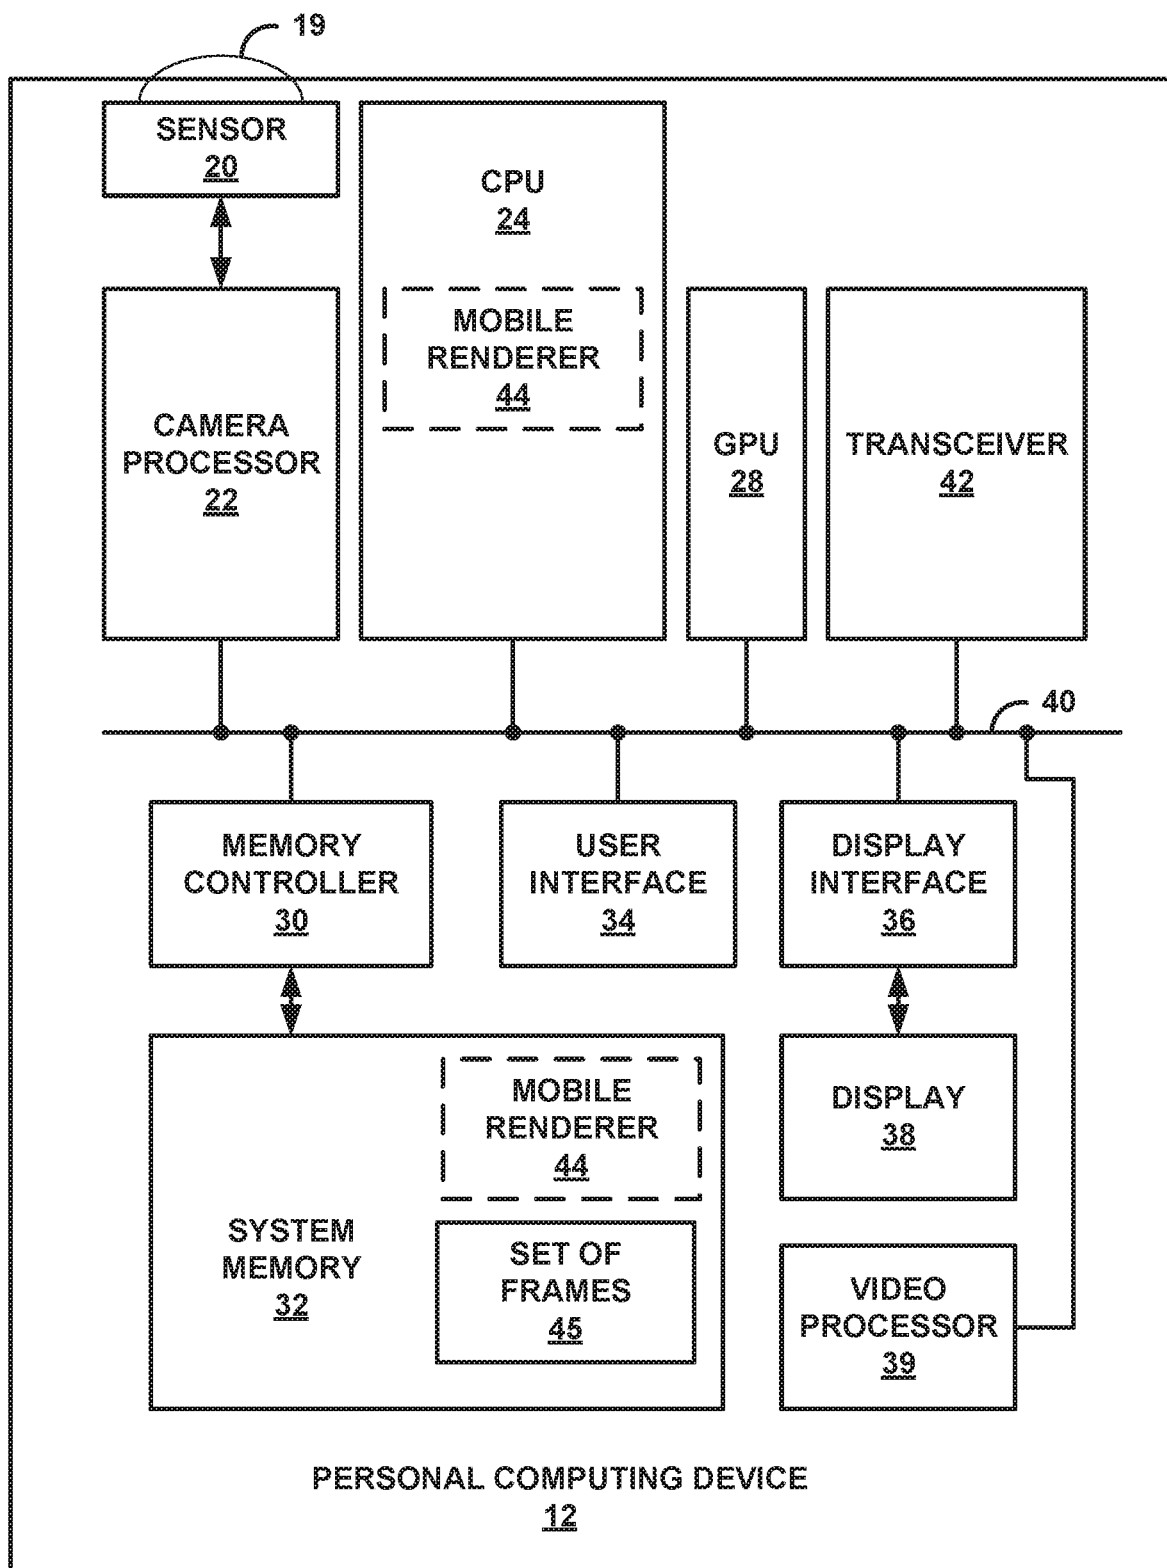 19
SENSOR
20
CPU
24
MOBILE
RENDERER
44
CAMERA
PROCESSOR
22
GPU
28
TRANSCEIVER
42
40
MEMORY
CONTROLLER
30
USER
INTERFACE
34
DISPLAY
INTERFACE
36
MOBILE
RENDERER
44
DISPLAY
38
SYSTEM
MEMORY
32
SET OF
FRAMES
45
VIDEO
PROCESSOR
39
PERSONAL COMPUTING DEVICE
12